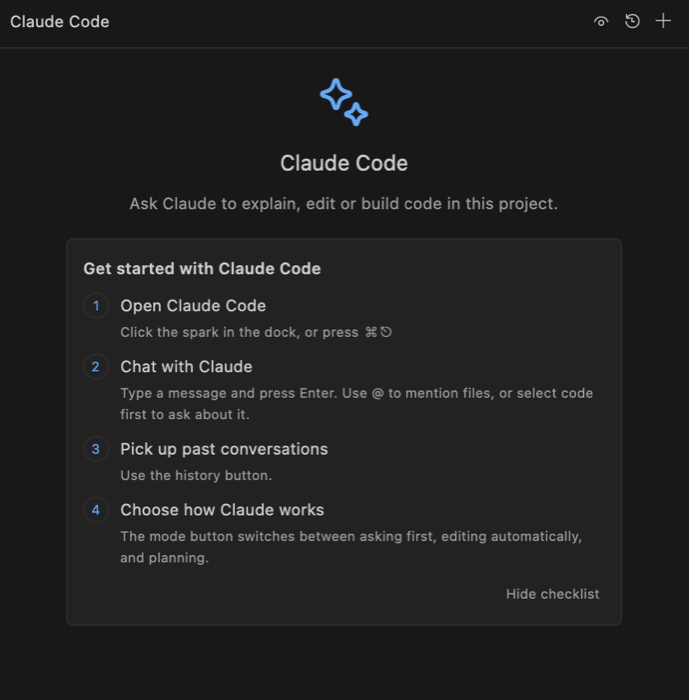 Claude Code
Claude Code
Ask Claude to explain, edit or build code in this project.
Get started with Claude Code
1 Open Claude Code
Click the spark in the dock, or press ⌘⎋
2 Chat with Claude
Type a message and press Enter. Use @ to mention files, or select code
first to ask about it.
3 Pick up past conversations
Use the history button.
4 Choose how Claude works
The mode button switches between asking first, editing automatically,
and planning.
Hide checklist